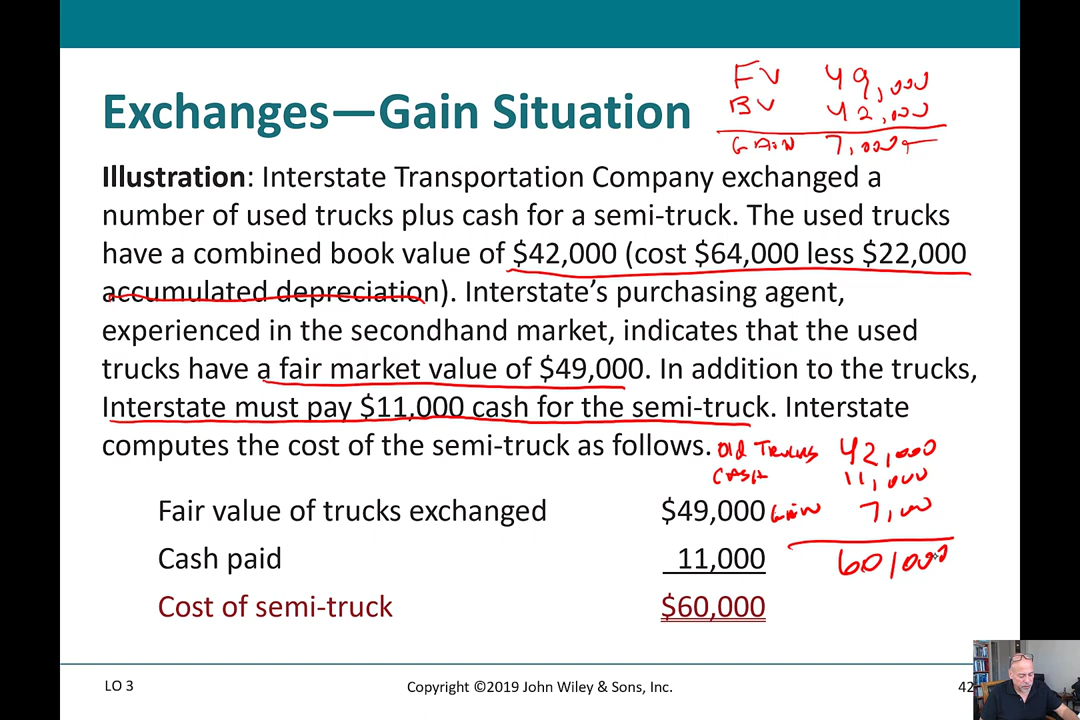 FV 49,000
BV 42,000
GAIN 7,000
Exchanges—Gain Situation
Illustration: Interstate Transportation Company exchanged a
number of used trucks plus cash for a semi-truck. The used trucks
have a combined book value of $42,000 (cost $64,000 less $22,000
accumulated depreciation). Interstate’s purchasing agent,
experienced in the secondhand market, indicates that the used
trucks have a fair market value of $49,000. In addition to the trucks,
Interstate must pay $11,000 cash for the semi-truck. Interstate
computes the cost of the semi-truck as follows.
Old Trucks 42,000
CASH 11,000
Fair value of trucks exchanged $49,000
GAIN 7,00
Cash paid 11,000
60,000
Cost of semi-truck $60,000
LO 3
Copyright ©2019 John Wiley & Sons, Inc.
42